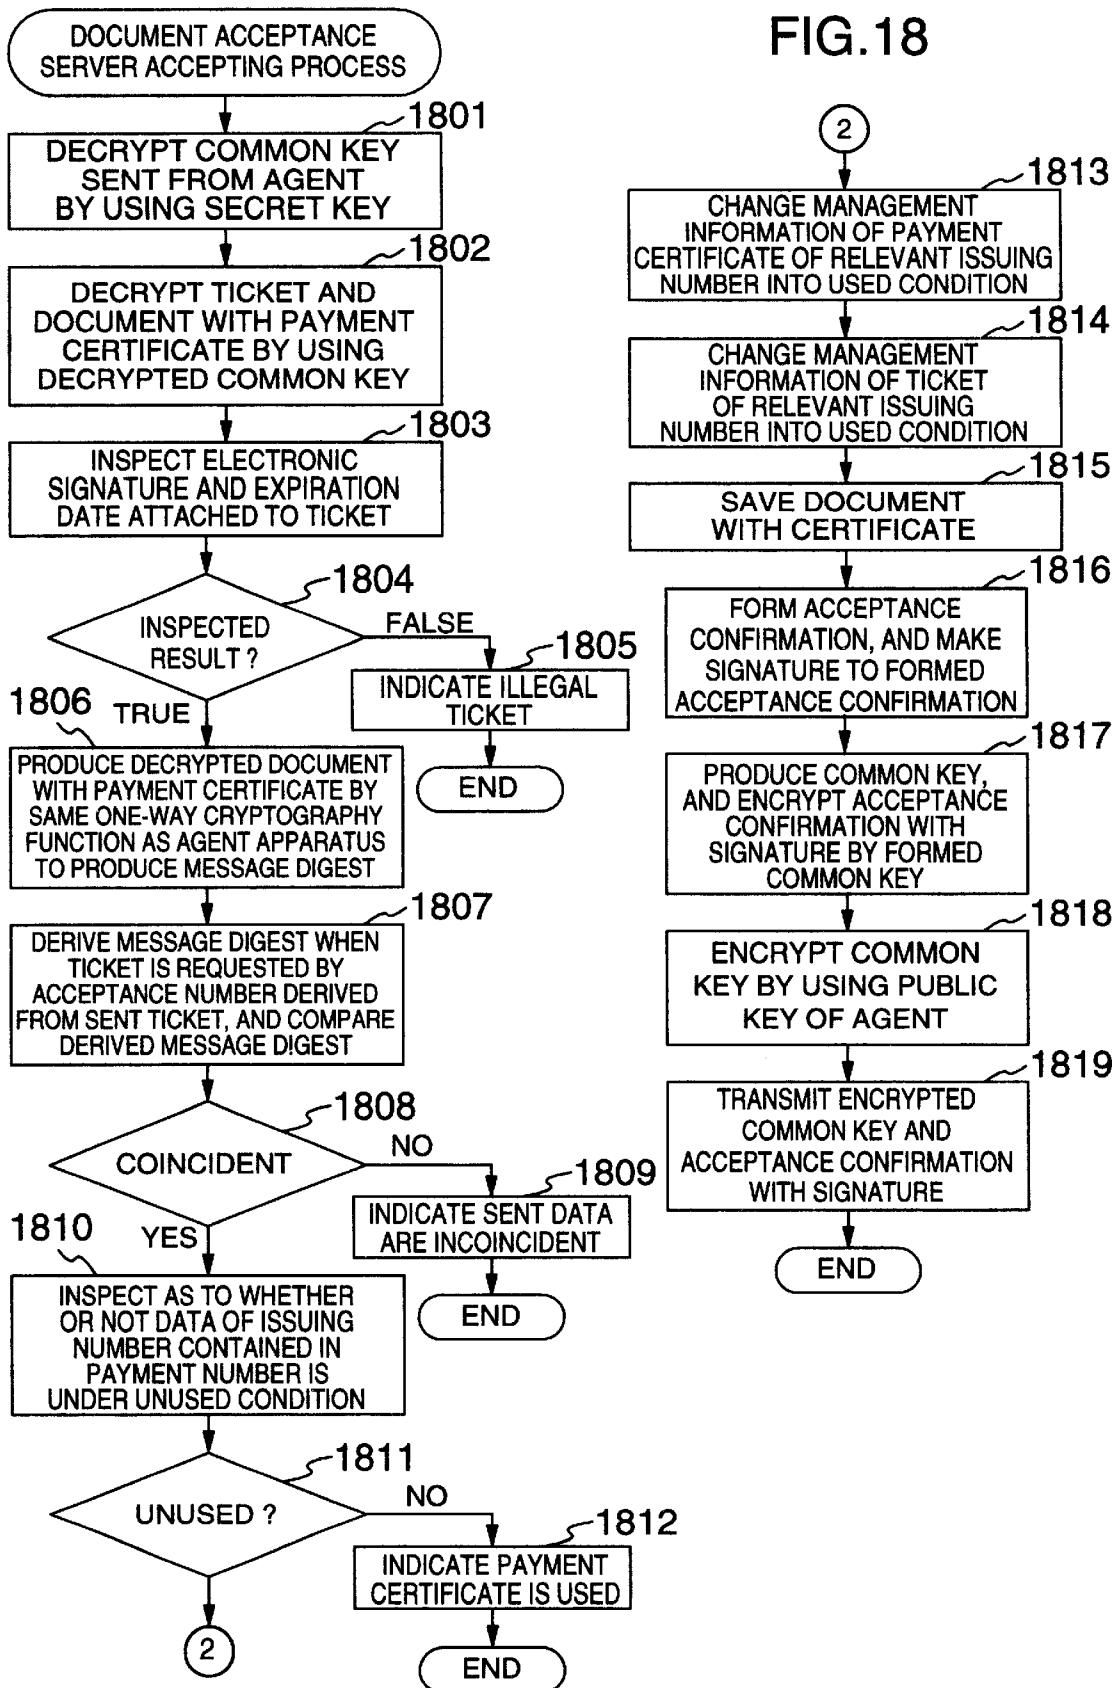 FIG.18
DOCUMENT ACCEPTANCE
SERVER ACCEPTING PROCESS
1801
DECRYPT COMMON KEY
SENT FROM AGENT
BY USING SECRET KEY
1802
DECRYPT TICKET AND
DOCUMENT WITH PAYMENT
CERTIFICATE BY USING
DECRYPTED COMMON KEY
1803
INSPECT ELECTRONIC
SIGNATURE AND EXPIRATION
DATE ATTACHED TO TICKET
1804
INSPECTED
RESULT ?
FALSE
1805
INDICATE ILLEGAL
TICKET
END
TRUE
1806
PRODUCE DECRYPTED DOCUMENT
WITH PAYMENT CERTIFICATE BY
SAME ONE-WAY CRYPTOGRAPHY
FUNCTION AS AGENT APPARATUS
TO PRODUCE MESSAGE DIGEST
1807
DERIVE MESSAGE DIGEST WHEN
TICKET IS REQUESTED BY
ACCEPTANCE NUMBER DERIVED
FROM SENT TICKET, AND COMPARE
DERIVED MESSAGE DIGEST
1808
COINCIDENT
NO
1809
INDICATE SENT DATA
ARE INCOINCIDENT
END
YES
1810
INSPECT AS TO WHETHER
OR NOT DATA OF ISSUING
NUMBER CONTAINED IN
PAYMENT NUMBER IS
UNDER UNUSED CONDITION
1811
UNUSED ?
NO
1812
INDICATE PAYMENT
CERTIFICATE IS USED
END
2
2
1813
CHANGE MANAGEMENT
INFORMATION OF PAYMENT
CERTIFICATE OF RELEVANT ISSUING
NUMBER INTO USED CONDITION
1814
CHANGE MANAGEMENT
INFORMATION OF TICKET
OF RELEVANT ISSUING
NUMBER INTO USED CONDITION
1815
SAVE DOCUMENT
WITH CERTIFICATE
1816
FORM ACCEPTANCE
CONFIRMATION, AND MAKE
SIGNATURE TO FORMED
ACCEPTANCE CONFIRMATION
1817
PRODUCE COMMON KEY,
AND ENCRYPT ACCEPTANCE
CONFIRMATION WITH
SIGNATURE BY FORMED
COMMON KEY
1818
ENCRYPT COMMON
KEY BY USING PUBLIC
KEY OF AGENT
1819
TRANSMIT ENCRYPTED
COMMON KEY AND
ACCEPTANCE CONFIRMATION
WITH SIGNATURE
END